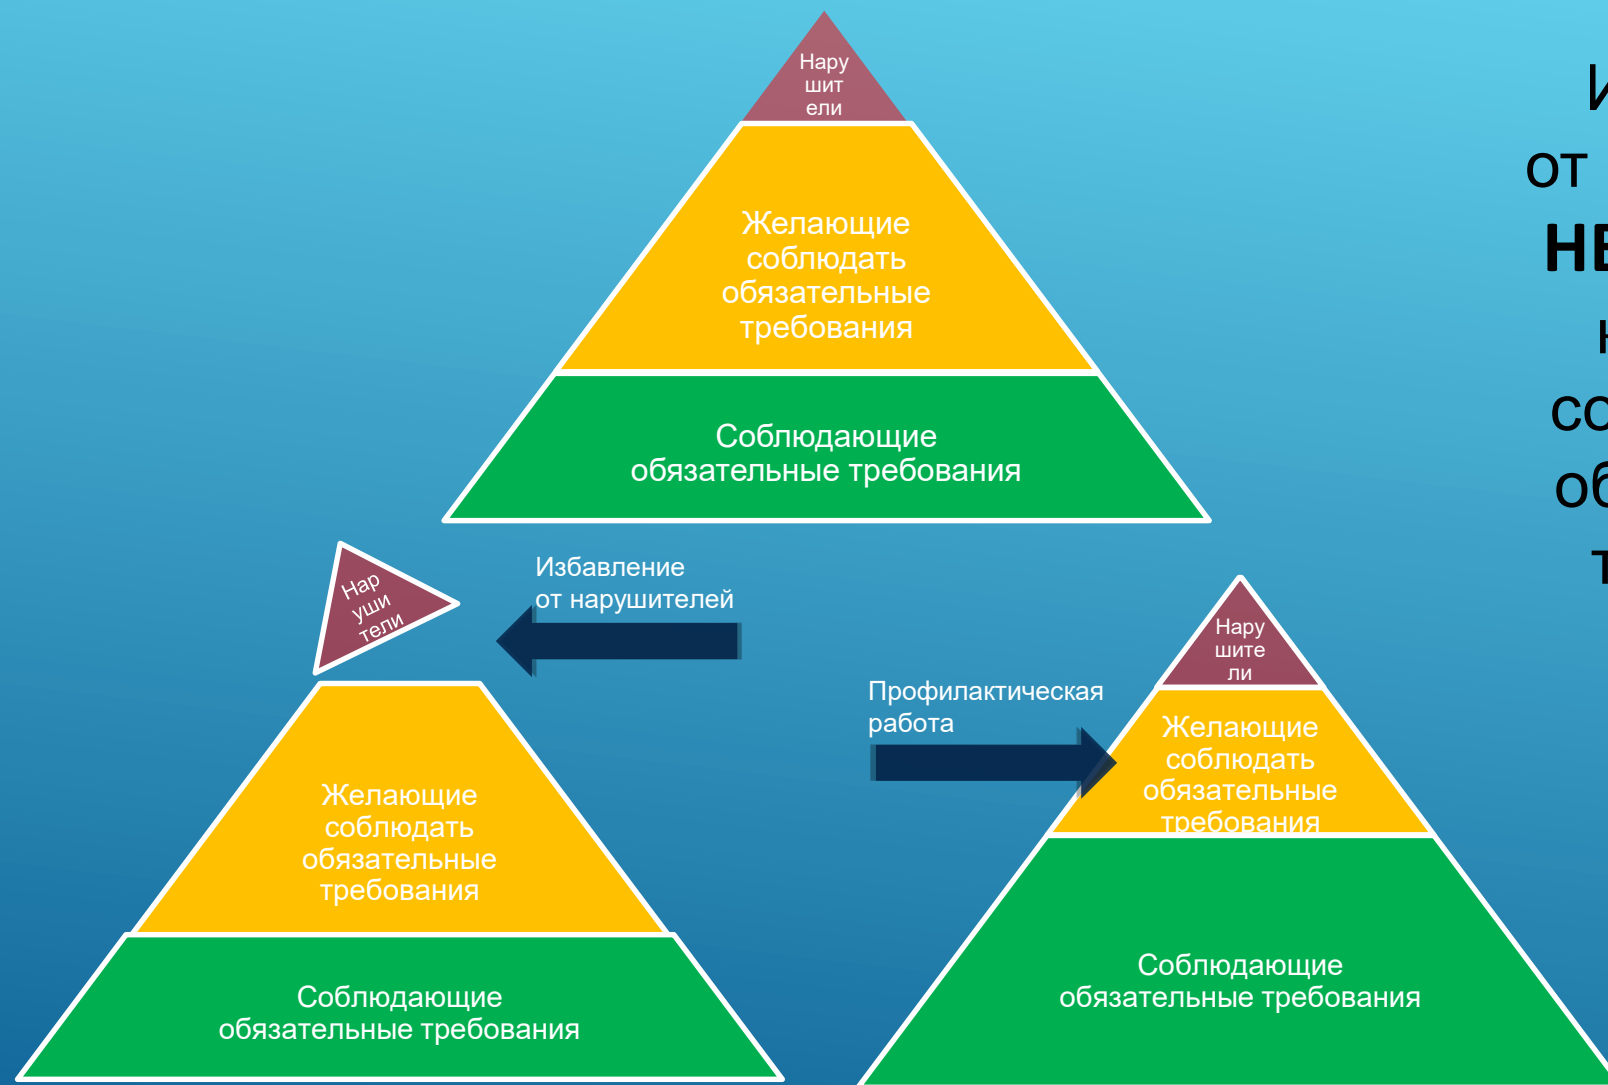 Нару
шит
ели
Желающие
соблюдать
обязательные
требования
Соблюдающие
обязательные требования
от
Избавление
от нарушителей
Нар
уши
тели
Желающие
соблюдать
обязательные
требования
Соблюдающие
обязательные требования
Профилактическая
работа
Нару
шите
ли
Желающие
соблюдать
обязательные
требования
Соблюдающие
обязательные требования